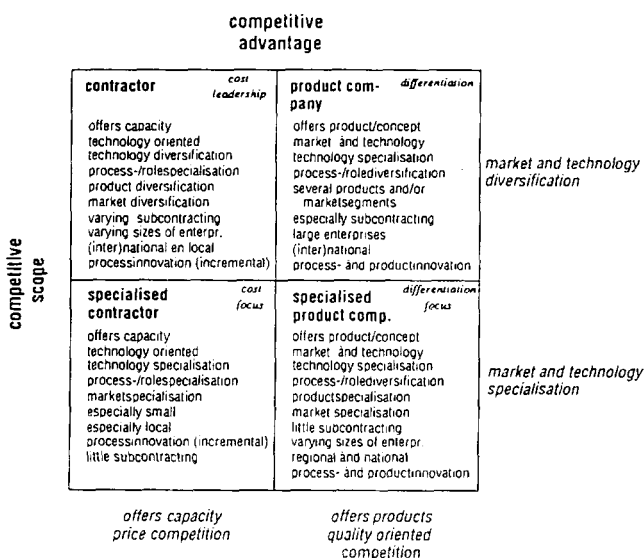 competitive
advantage
contractor
cost
leadership
offers capacity
technology oriented
technology diversification
process-/rolespecialisation
product diversification
market diversification
varying subcontracting
varying sizes of enterpr.
(inter)national en local
processinnovation (incremental)
product com-
pany
differentiation
offers product/concept
market and technology
technology specialisation
process-/rolediversification
several products and/or
marketsegments
especially subcontracting
large enterprises
(inter)national
process- and productinnovation
market and technology
diversification
competitive
scope
specialised
contractor
cost
focus
offers capacity
technology oriented
technology specialisation
process-/rolespecialisation
marketspecialisation
especially small
especially local
processinnovation (incremental)
little subcontracting
specialised
product comp.
differentiation
focus
offers product/concept
market and technology
technology specialisation
process-/rolediversification
productspecialisation
market specialisation
little subcontracting
varying sizes of enterpr.
regional and national
process- and productinnovation
market and technology
specialisation
offers capacity
price competition
offers products
quality oriented
competition